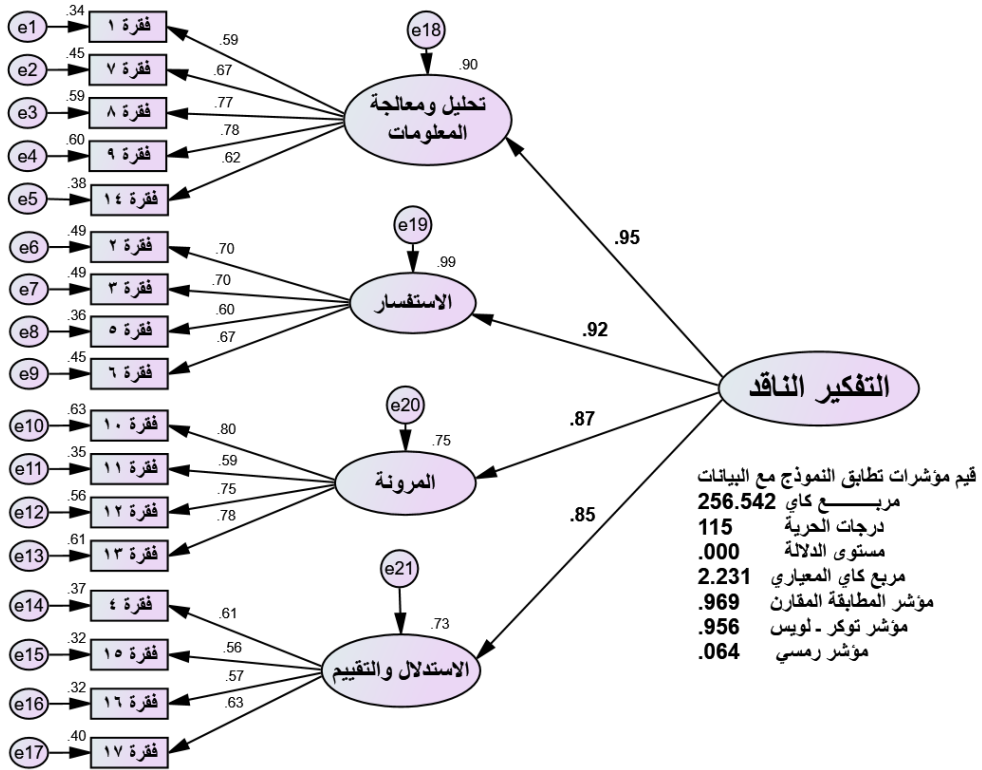 e1
.34
فقرة ١
.59
e2
.45
فقرة ٧
.67
e3
.59
فقرة ٨
.77
e4
.60
فقرة ٩
.78
e5
.38
فقرة ١٤
.62
e18
.90
تحليل ومعالجة
المعلومات
e6
.49
فقرة ٢
.70
e7
.49
فقرة ٣
.70
e8
.36
فقرة ٥
.60
e9
.45
فقرة ٦
.67
e19
.99
الاستفسار
e10
.63
فقرة ١٠
.80
e11
.35
فقرة ١١
.59
e12
.56
فقرة ١٢
.75
e13
.61
فقرة ١٣
.78
e20
.75
المرونة
e14
.37
فقرة ٤
.61
e15
.32
فقرة ١٥
.56
e16
.32
فقرة ١٦
.57
e17
.40
فقرة ١٧
.63
e21
.73
الاستدلال والتقييم
.95
.92
.87
.85
التفكير الناقد
قيم مؤشرات تطابق النموذج مع البيانات
مربـــــــع كاي 256.542
درجات الحرية 115
مستوى الدلالة .000
مربع كاي المعياري 2.231
مؤشر المطابقة المقارن .969
مؤشر توكر ـ لويس .956
مؤشر رمسي .064